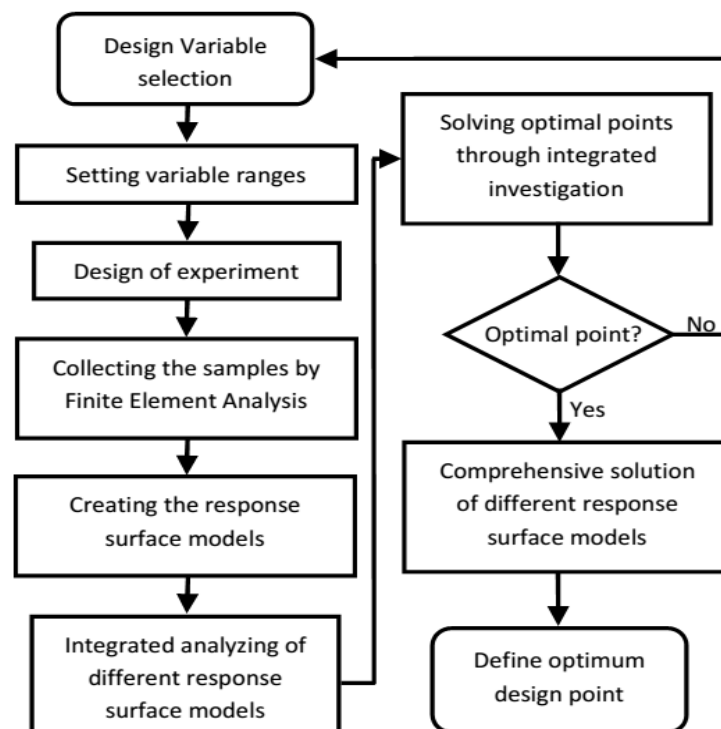 Design Variable
selection
Setting variable ranges
Design of experiment
Collecting the samples by
Finite Element Analysis
Creating the response
surface models
Integrated analyzing of
different response
surface models
Solving optimal points
through integrated
investigation
Optimal point?
No
Yes
Comprehensive solution
of different response
surface models
Define optimum
design point